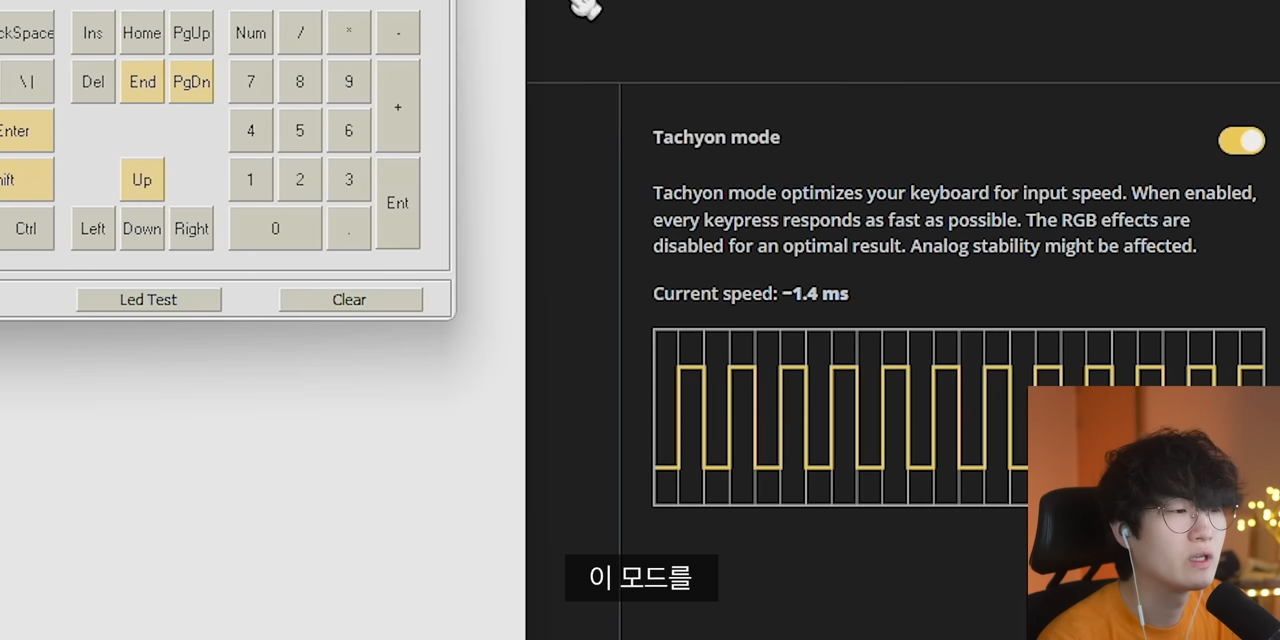 ckSpace Ins Home PgUp Num / * -
\ | Del End PgDn 7 8 9 +
Enter 4 5 6
ift Up 1 2 3 Ent
Ctrl Left Down Right 0 .
Led Test Clear
Tachyon mode
Tachyon mode optimizes your keyboard for input speed. When enabled,
every keypress responds as fast as possible. The RGB effects are
disabled for an optimal result. Analog stability might be affected.
Current speed: ~1.4 ms
이 모드를